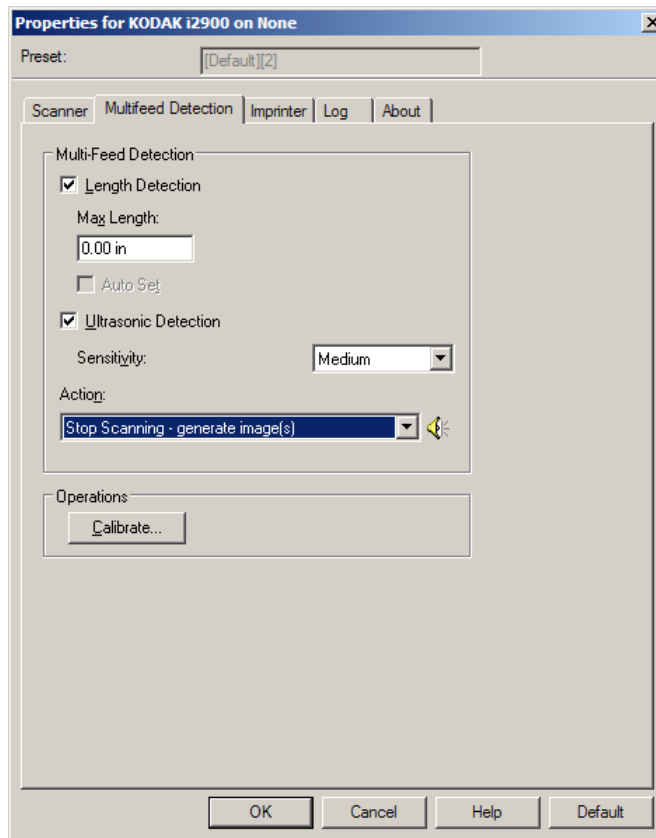 Properties for KODAK i2900 on None
Preset: [Default][2]
Scanner Multifeed Detection Imprinter Log About
Multi-Feed Detection
Length Detection
Max Length:
0.00 in
Auto Set
Ultrasonic Detection
Sensitivity: Medium
Action:
Stop Scanning - generate image(s)
Operations
Calibrate...
OK Cancel Help Default